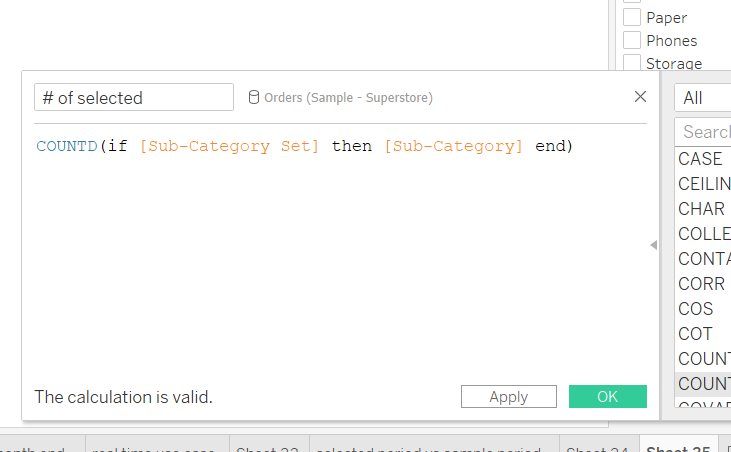 Paper
Phones
Storage
# of selected
Orders (Sample - Superstore)
All
COUNTD(if [Sub-Category Set] then [Sub-Category] end)
Search
CASE
CEILIN
CHAR
COLLE
CONTA
CORR
COS
COT
COUNT
COUNT
COVAR
The calculation is valid.
Apply
OK
real time use case
Sheet 33
selected period vs sample period
Sheet 34
Sheet 35